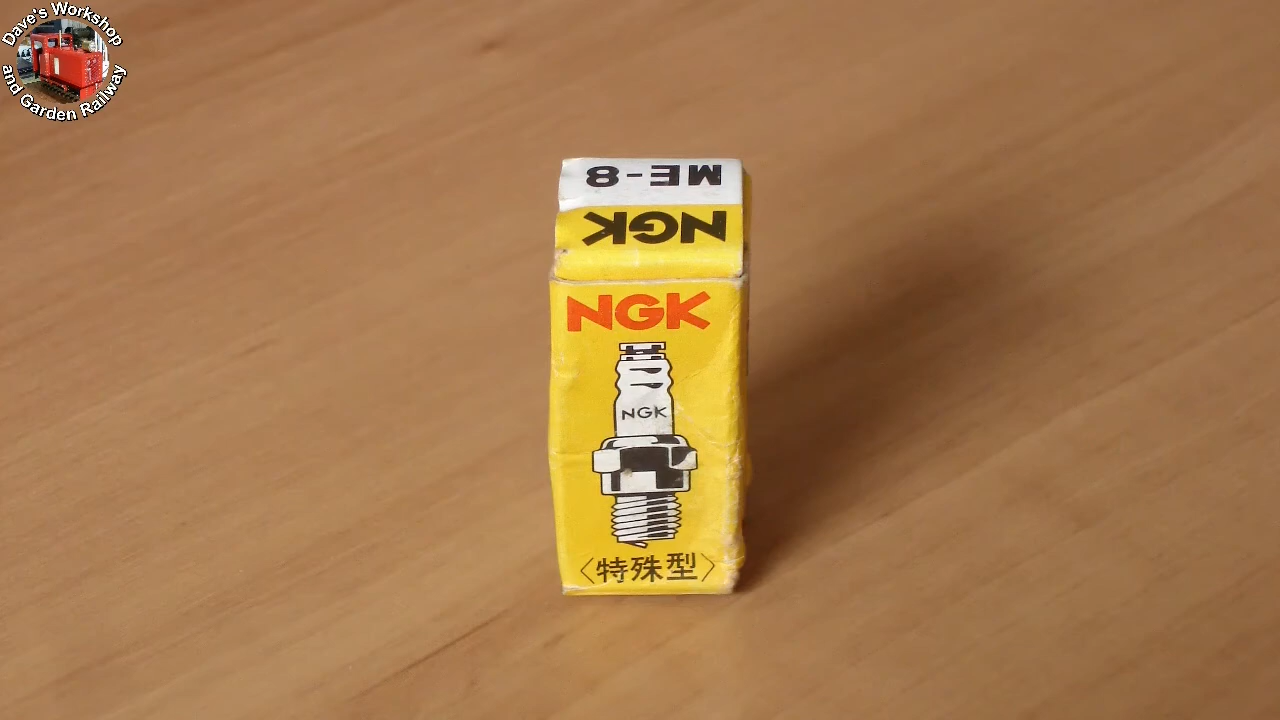 Dave's Workshop
and Garden Railway
ME-8
NGK
NGK
NGK
〈特殊型〉